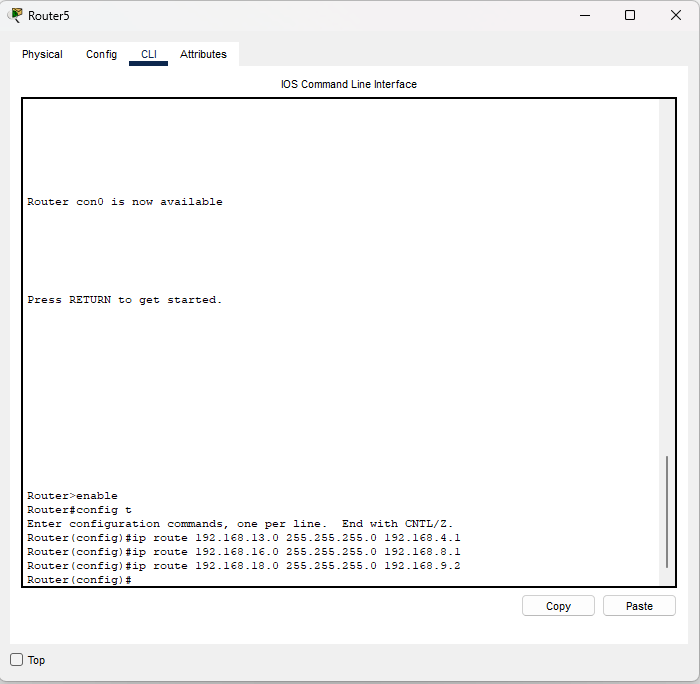 Router5
Physical Config CLI Attributes
IOS Command Line Interface
Router con0 is now available
Press RETURN to get started.
Router>enable
Router#config t
Enter configuration commands, one per line.  End with CNTL/Z.
Router(config)#ip route 192.168.13.0 255.255.255.0 192.168.4.1
Router(config)#ip route 192.168.16.0 255.255.255.0 192.168.8.1
Router(config)#ip route 192.168.18.0 255.255.255.0 192.168.9.2
Router(config)#
Copy Paste
Top